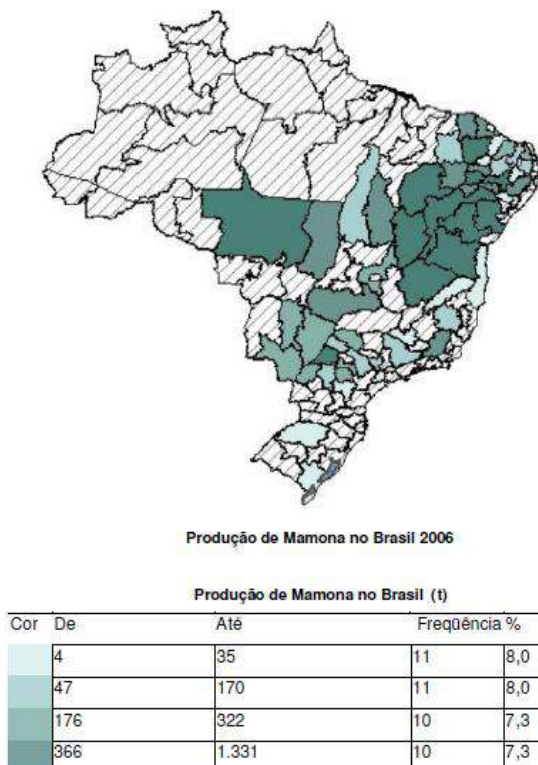 Produção de Mamona no Brasil 2006
Produção de Mamona no Brasil (t)
Cor De Até Freqüência %
4 35 11 8,0
47 170 11 8,0
176 322 10 7,3
366 1.331 10 7,3